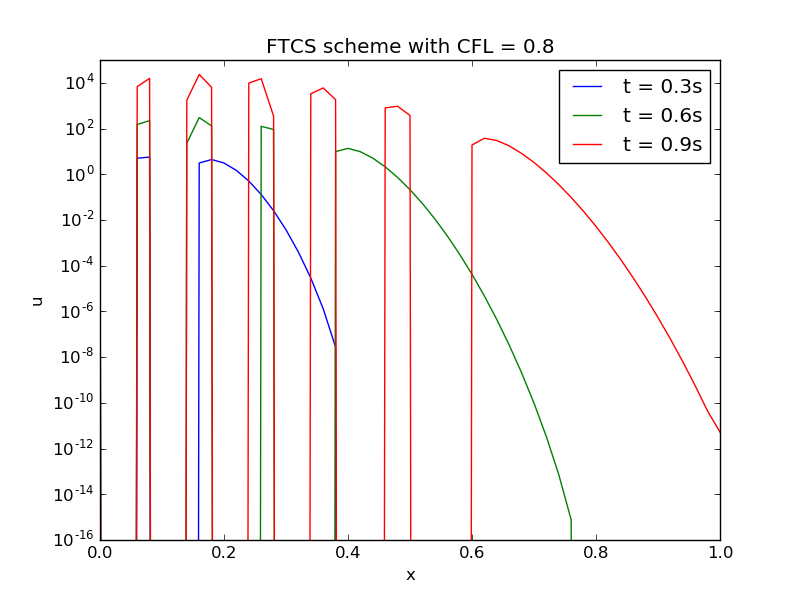 FTCS scheme with CFL = 0.8
t = 0.3s
t = 0.6s
t = 0.9s
u
10^4
10^2
10^0
10^-2
10^-4
10^-6
10^-8
10^-10
10^-12
10^-14
10^-16
0.0 0.2 0.4 0.6 0.8 1.0
x